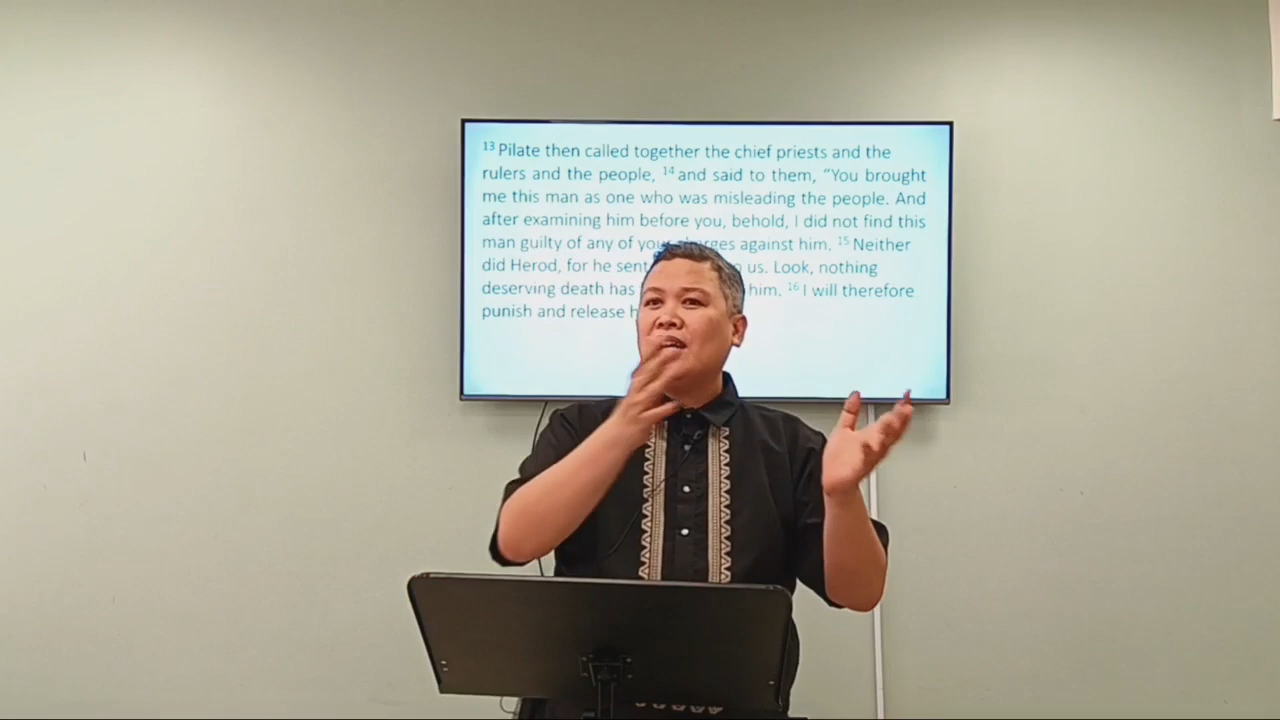 ¹³ Pilate then called together the chief priests and the
rulers and the people, ¹⁴ and said to them, “You brought
me this man as one who was misleading the people. And
after examining him before you, behold, I did not find this
man guilty of any of your charges against him. ¹⁵ Neither
did Herod, for he sent us. Look, nothing
deserving death has him. ¹⁶ I will therefore
punish and release